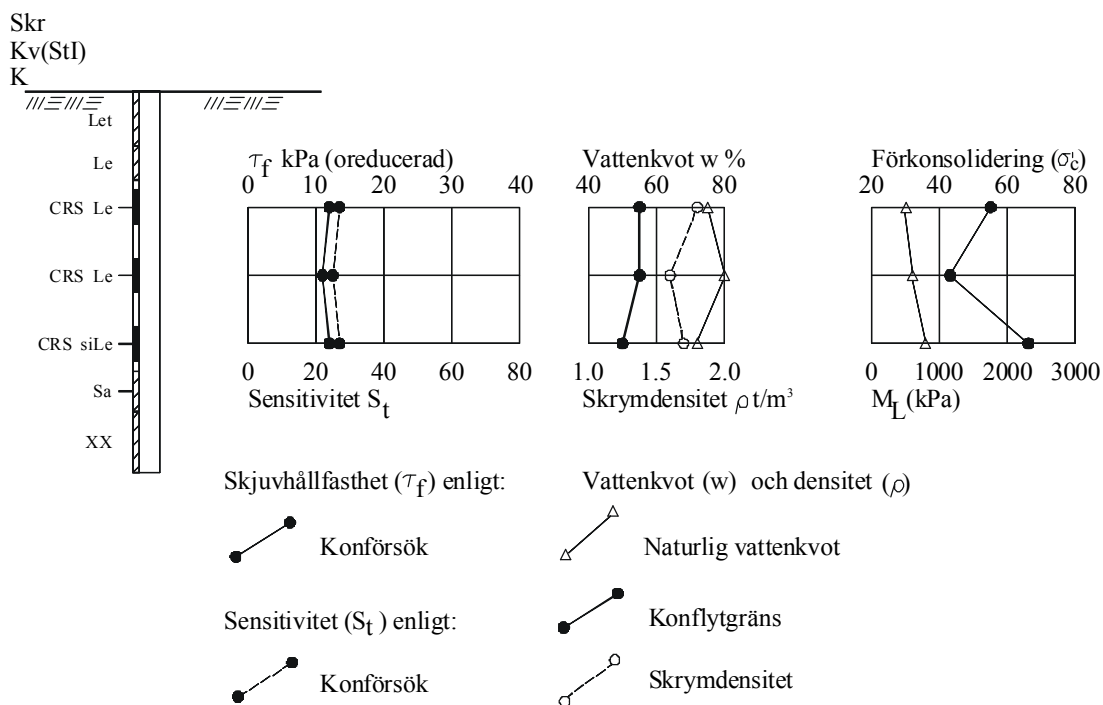 Skr
Kv(StI)
K
Let
Le
CRS Le
CRS Le
CRS siLe
Sa
XX
τf kPa (oreducerad)
0 10 20 30 40
0 20 40 60 80
Sensitivitet St
Vattenkvot w %
40 60 80
1.0 1.5 2.0
Skrymdensitet ρ t/m³
Förkonsolidering (σ'c)
20 40 60 80
0 1000 2000 3000
ML (kPa)
Skjuvhållfasthet (τf) enligt:
Konförsök
Sensitivitet (St) enligt:
Konförsök
Vattenkvot (w) och densitet (ρ)
Naturlig vattenkvot
Konflytgräns
Skrymdensitet